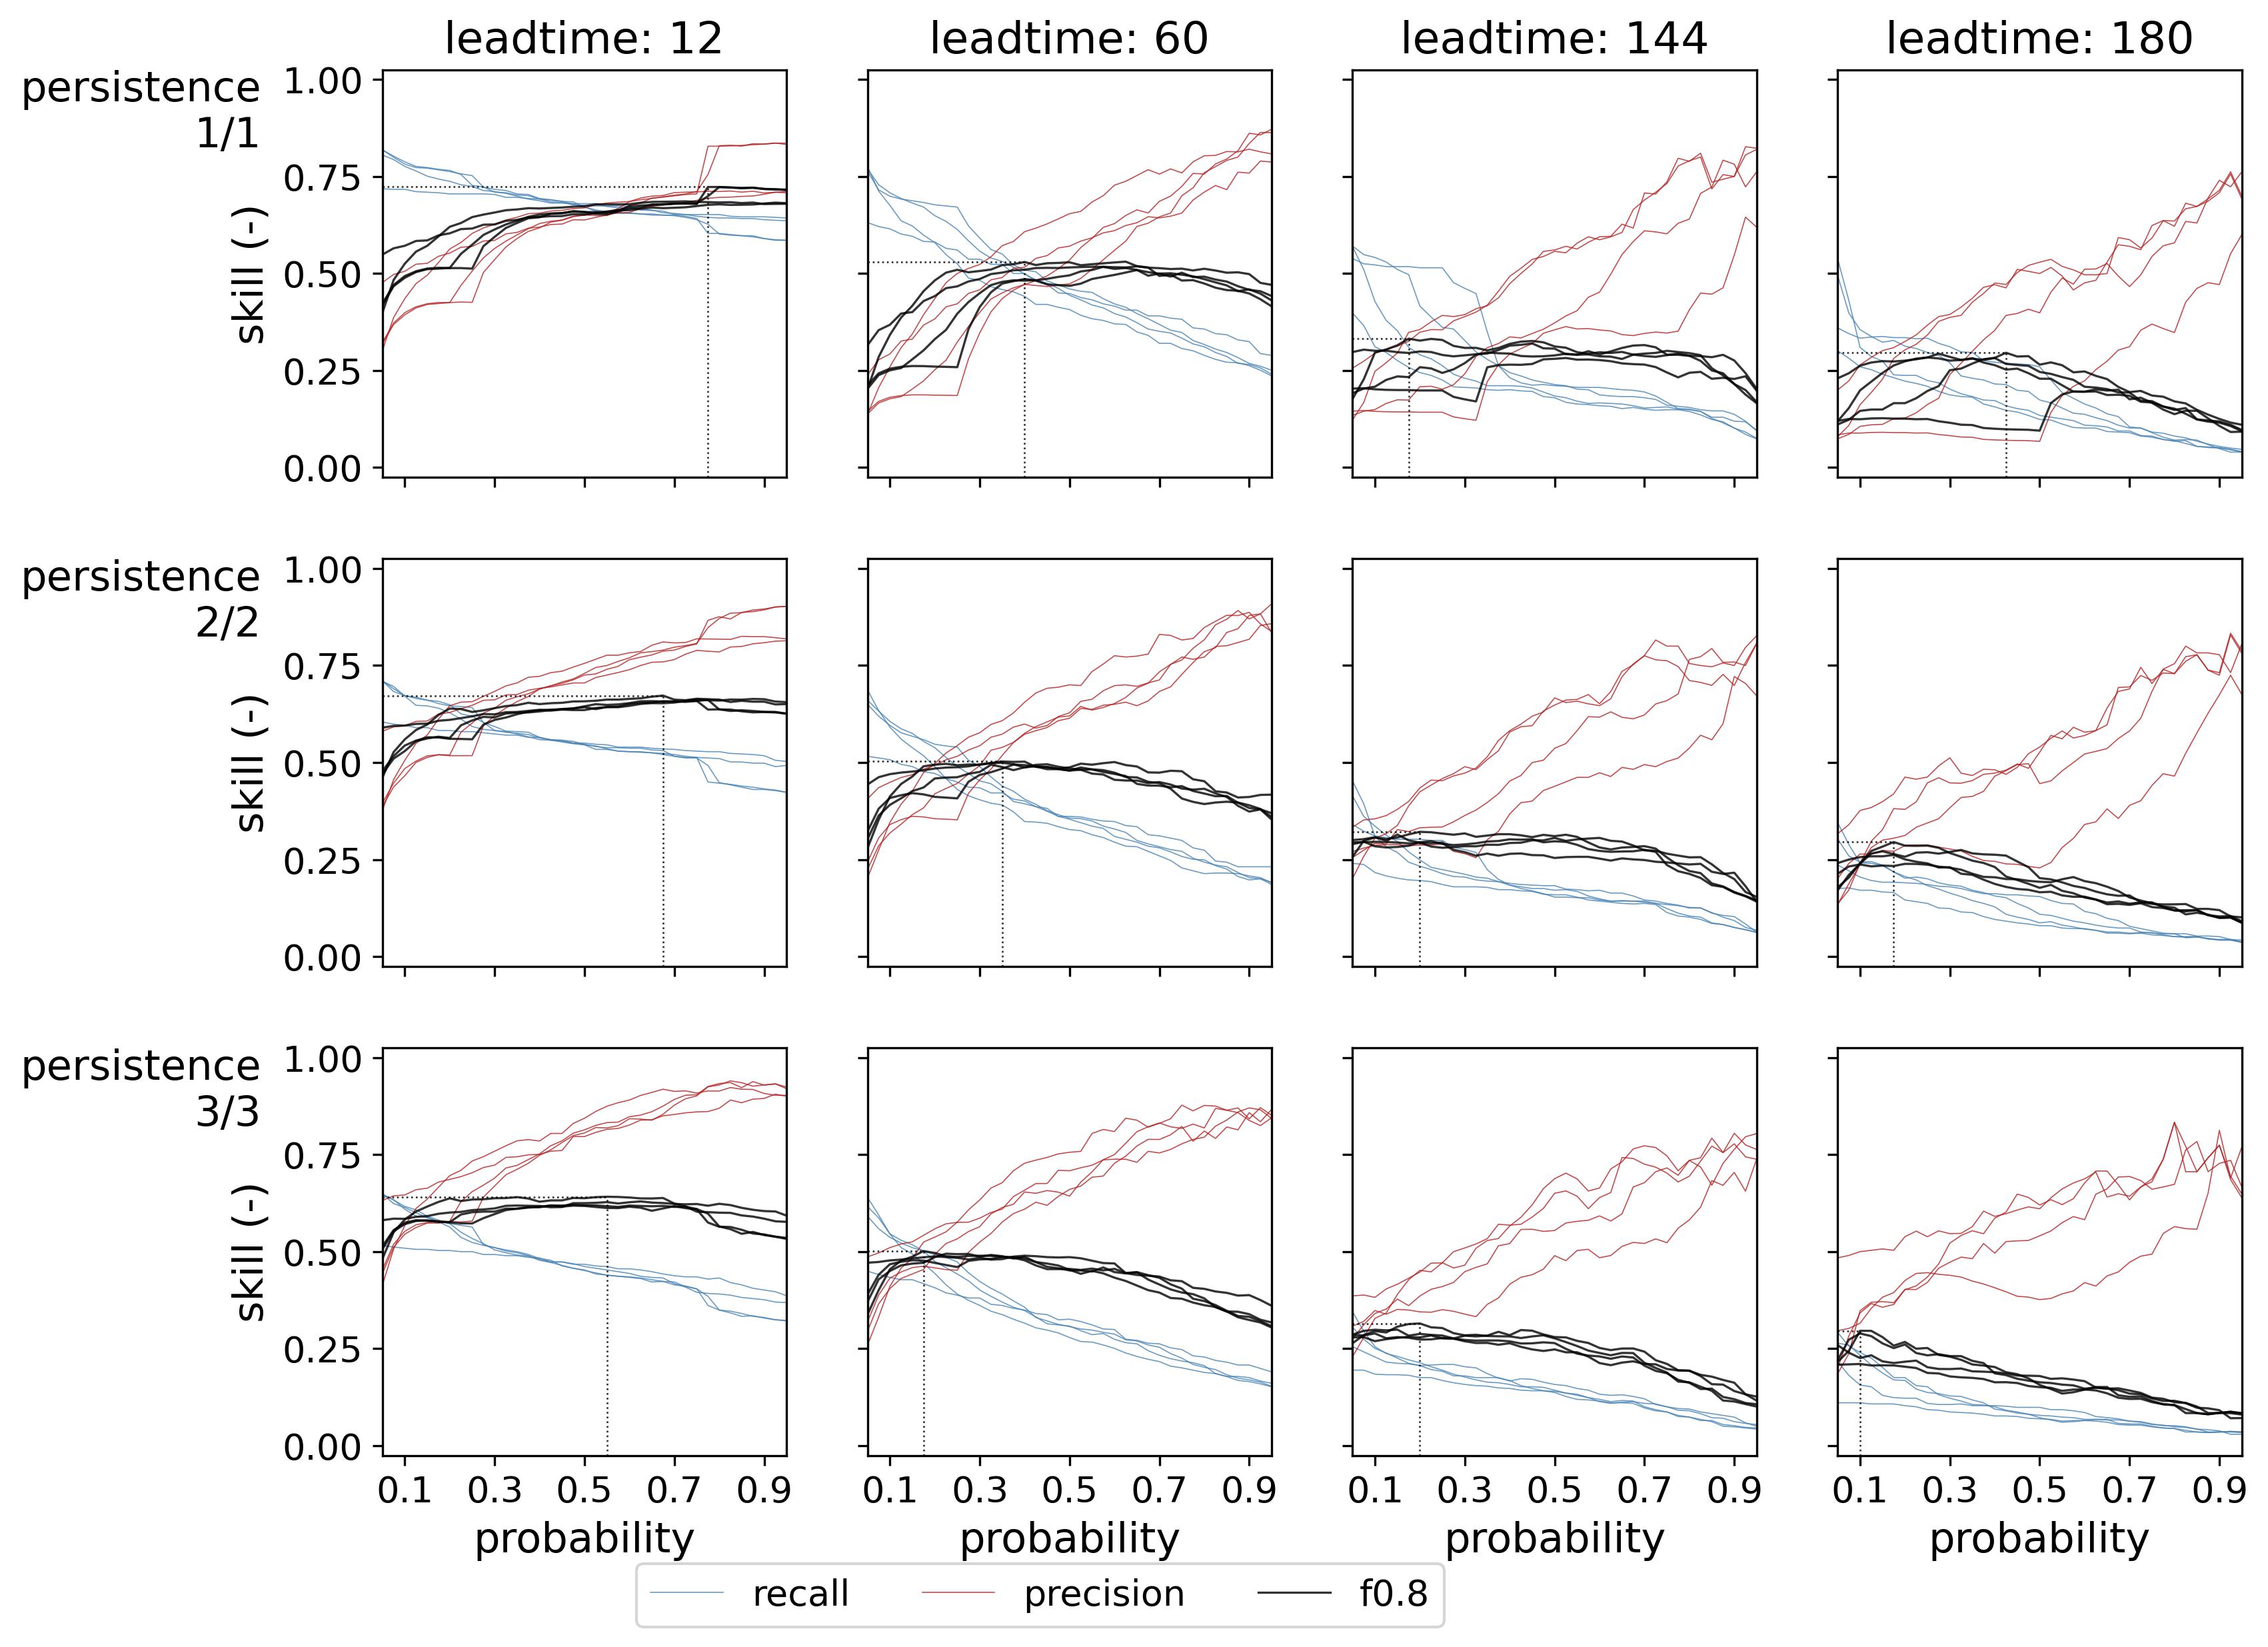 leadtime: 12 leadtime: 60 leadtime: 144 leadtime: 180
persistence
1/1
1.00
0.75
0.50
0.25
0.00
skill (-)
persistence
2/2
1.00
0.75
0.50
0.25
0.00
skill (-)
persistence
3/3
1.00
0.75
0.50
0.25
0.00
skill (-)
0.1 0.3 0.5 0.7 0.9 0.1 0.3 0.5 0.7 0.9 0.1 0.3 0.5 0.7 0.9 0.1 0.3 0.5 0.7 0.9
probability probability probability probability
recall precision f0.8